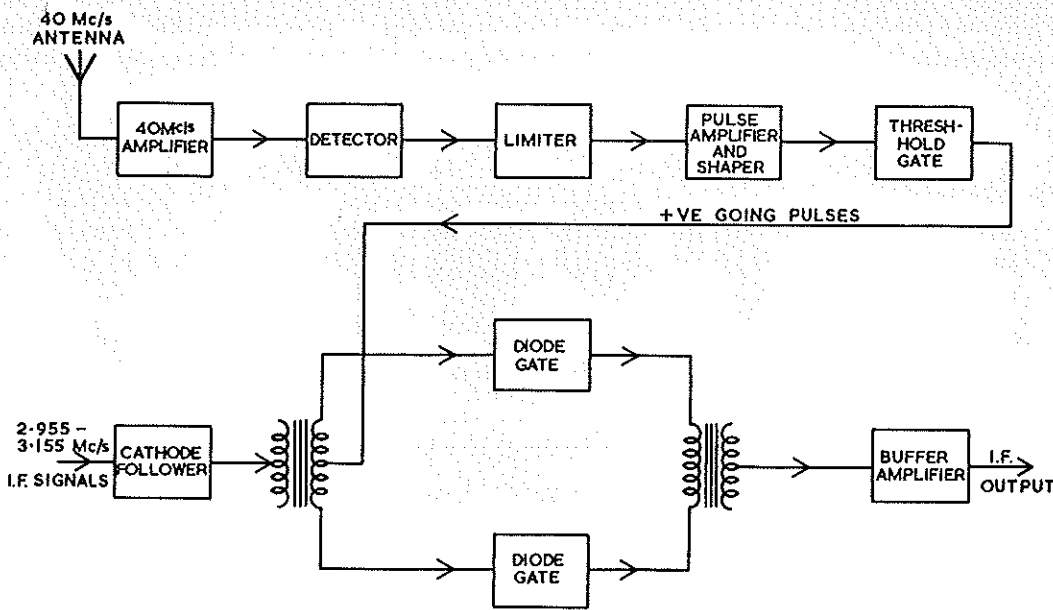 40 Mc/s
ANTENNA
40Mc/s
AMPLIFIER
DETECTOR
LIMITER
PULSE
AMPLIFIER
AND
SHAPER
THRESH-
HOLD
GATE
+VE GOING PULSES
DIODE
GATE
2·955 –
3·155 Mc/s
I.F. SIGNALS
CATHODE
FOLLOWER
BUFFER
AMPLIFIER
I.F.
OUTPUT
DIODE
GATE